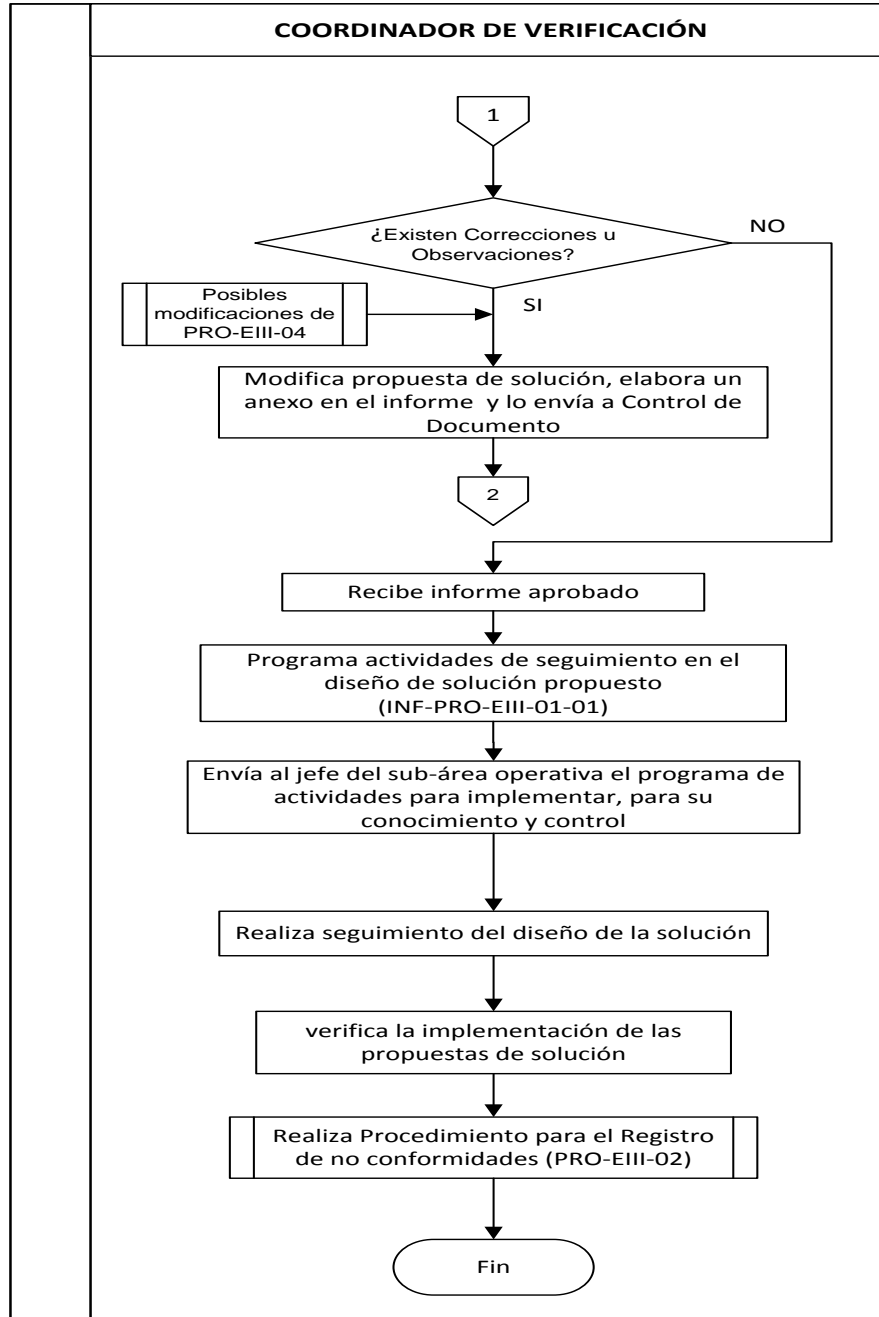 COORDINADOR DE VERIFICACIÓN
1
¿Existen Correcciones u
Observaciones?
NO
SI
Posibles
modificaciones de
PRO-EIII-04
Modifica propuesta de solución, elabora un
anexo en el informe y lo envía a Control de
Documento
2
Recibe informe aprobado
Programa actividades de seguimiento en el
diseño de solución propuesto
(INF-PRO-EIII-01-01)
Envía al jefe del sub-área operativa el programa de
actividades para implementar, para su
conocimiento y control
Realiza seguimiento del diseño de la solución
verifica la implementación de las
propuestas de solución
Realiza Procedimiento para el Registro
de no conformidades (PRO-EIII-02)
Fin